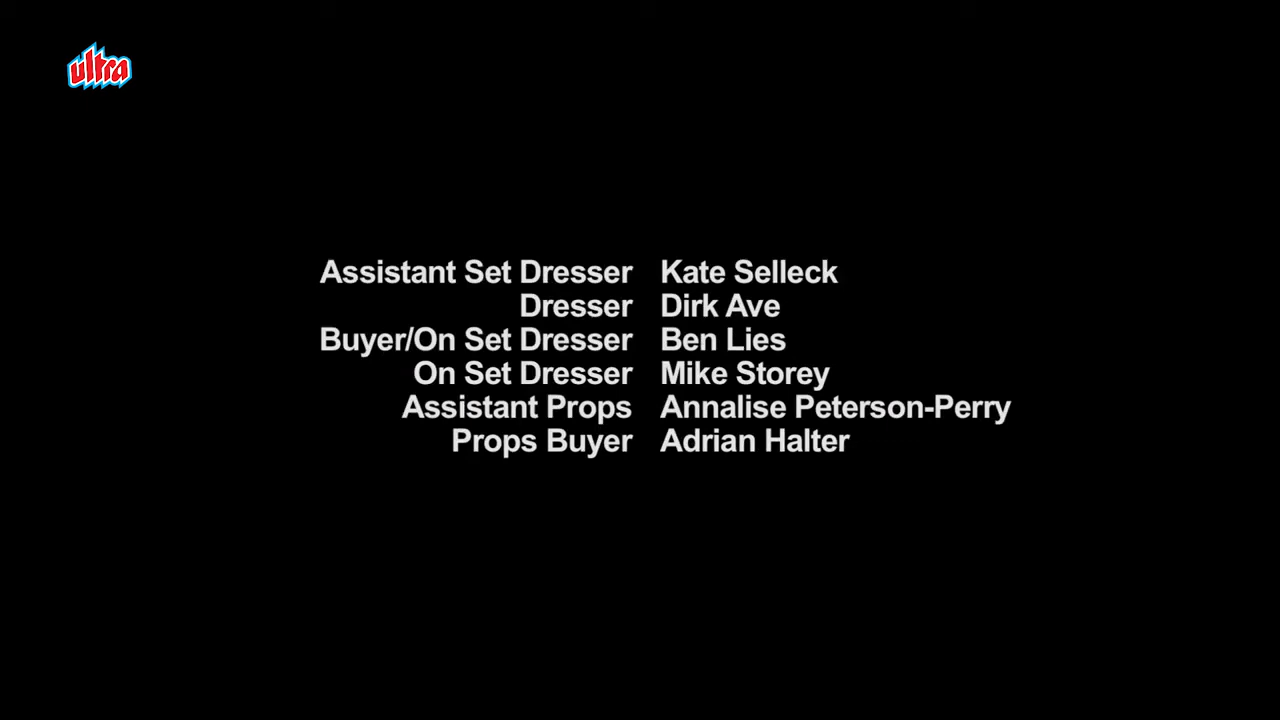 ultra
Assistant Set Dresser Kate Selleck
Dresser Dirk Ave
Buyer/On Set Dresser Ben Lies
On Set Dresser Mike Storey
Assistant Props Annalise Peterson-Perry
Props Buyer Adrian Halter